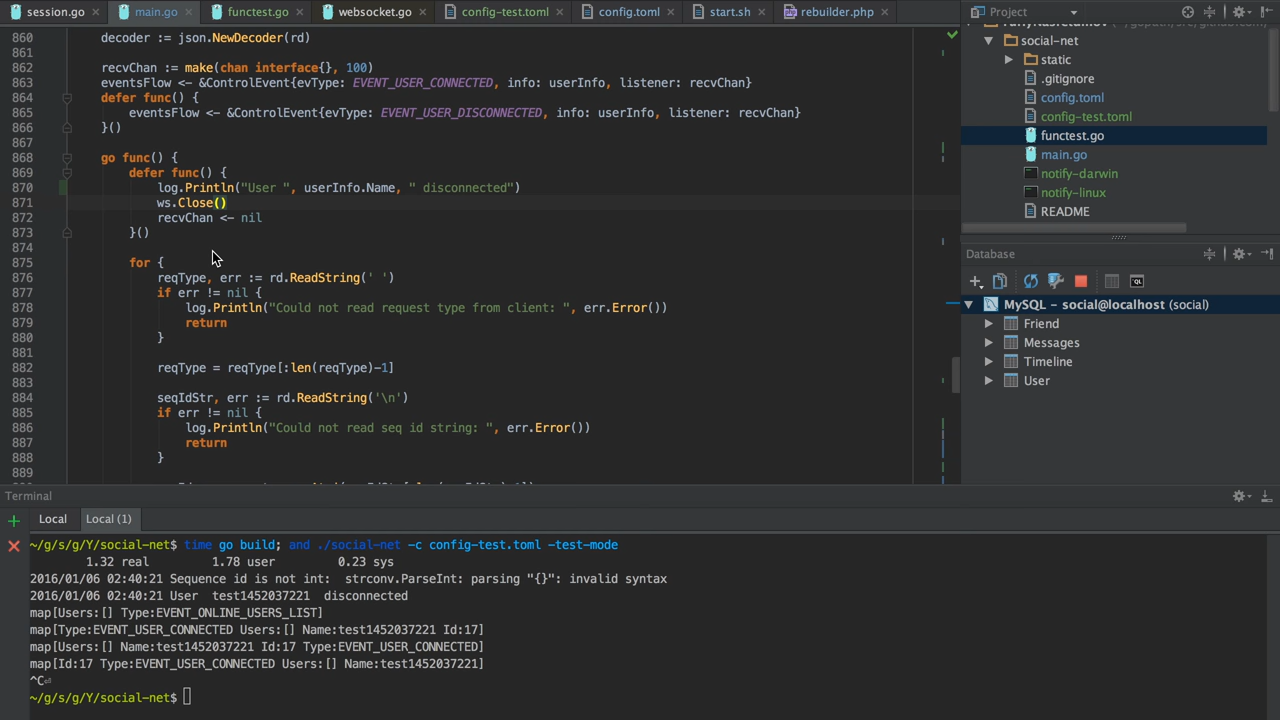 session.go × main.go × functest.go × websocket.go × config-test.toml × config.toml × start.sh × rebuilder.php ×
860 decoder := json.NewDecoder(rd)
861
862 recvChan := make(chan interface{}, 100)
863 eventsFlow <- &ControlEvent{evType: EVENT_USER_CONNECTED, info: userInfo, listener: recvChan}
864 defer func() {
865 eventsFlow <- &ControlEvent{evType: EVENT_USER_DISCONNECTED, info: userInfo, listener: recvChan}
866 }()
867
868 go func() {
869 defer func() {
870 log.Println("User ", userInfo.Name, " disconnected")
871 ws.Close()
872 recvChan <- nil
873 }()
874
875 for {
876 reqType, err := rd.ReadString(' ')
877 if err != nil {
878 log.Println("Could not read request type from client: ", err.Error())
879 return
880 }
881
882 reqType = reqType[:len(reqType)-1]
883
884 seqIdStr, err := rd.ReadString('\n')
885 if err != nil {
886 log.Println("Could not read seq id string: ", err.Error())
887 return
888 }
889
Project
social-net
static
.gitignore
config.toml
config-test.toml
functest.go
main.go
notify-darwin
notify-linux
README
Database
QL
MySQL - social@localhost (social)
Friend
Messages
Timeline
User
Terminal
Local Local (1)
~/g/s/g/Y/social-net$ time go build; and ./social-net -c config-test.toml -test-mode
1.32 real 1.78 user 0.23 sys
2016/01/06 02:40:21 Sequence id is not int:  strconv.ParseInt: parsing "{}": invalid syntax
2016/01/06 02:40:21 User  test1452037221  disconnected
map[Users:[] Type:EVENT_ONLINE_USERS_LIST]
map[Type:EVENT_USER_CONNECTED Users:[] Name:test1452037221 Id:17]
map[Users:[] Name:test1452037221 Id:17 Type:EVENT_USER_CONNECTED]
map[Id:17 Type:EVENT_USER_CONNECTED Users:[] Name:test1452037221]
^C⏎
~/g/s/g/Y/social-net$